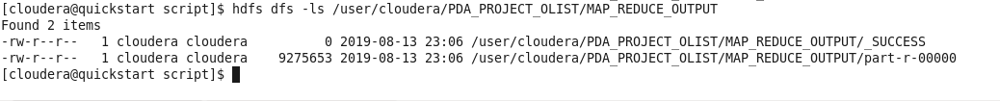 [cloudera@quickstart script]$ hdfs dfs -ls /user/cloudera/PDA_PROJECT_OLIST/MAP_REDUCE_OUTPUT
Found 2 items
-rw-r--r--   1 cloudera cloudera          0 2019-08-13 23:06 /user/cloudera/PDA_PROJECT_OLIST/MAP_REDUCE_OUTPUT/_SUCCESS
-rw-r--r--   1 cloudera cloudera    9275653 2019-08-13 23:06 /user/cloudera/PDA_PROJECT_OLIST/MAP_REDUCE_OUTPUT/part-r-00000
[cloudera@quickstart script]$